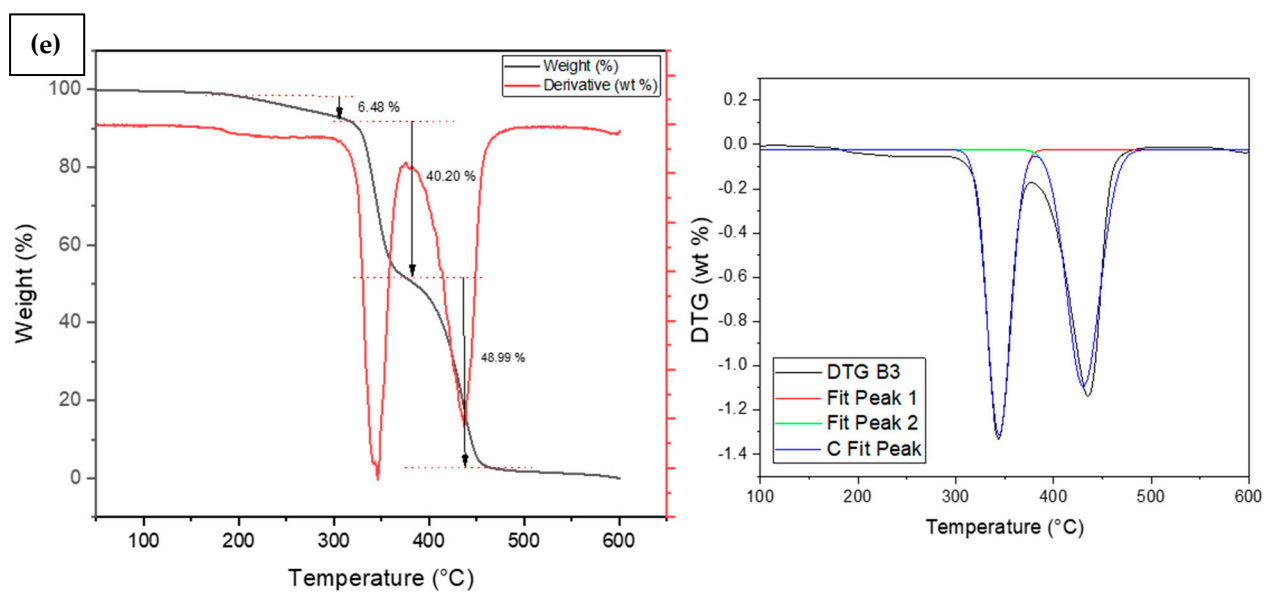 (e)
Weight (%)
Derivative (wt %)
6.48 %
40.20 %
48.99 %
100
80
60
40
20
0
Weight (%)
100
200
300
400
500
600
Temperature (°C)
0.2
0.0
-0.2
-0.4
-0.6
-0.8
-1.0
-1.2
-1.4
DTG (wt %)
DTG B3
Fit Peak 1
Fit Peak 2
C Fit Peak
100
200
300
400
500
600
Temperature (°C)